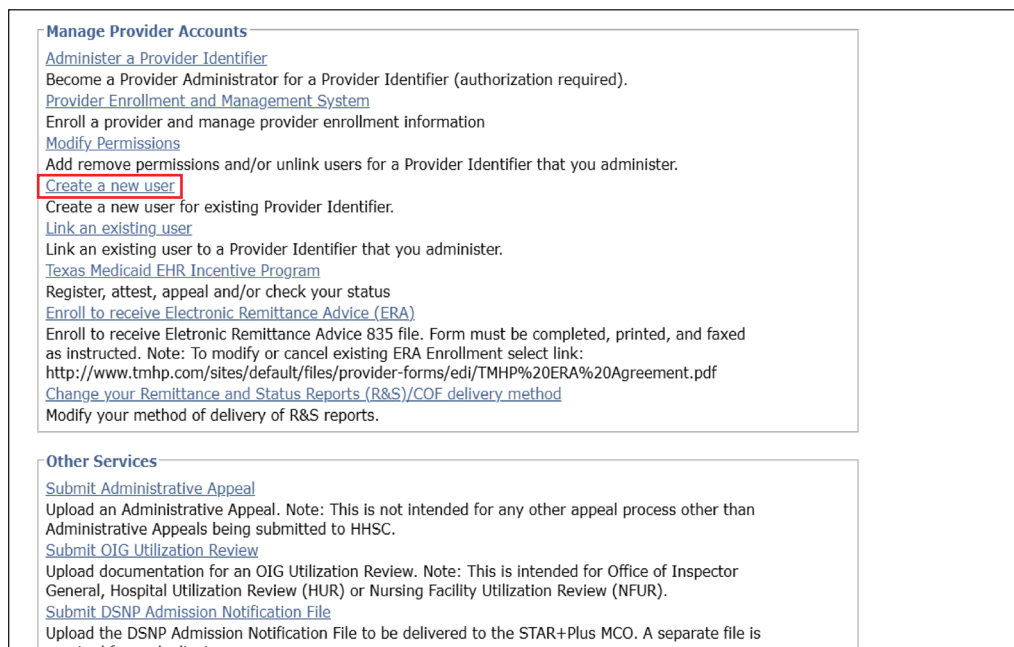 Manage Provider Accounts
Administer a Provider Identifier
Become a Provider Administrator for a Provider Identifier (authorization required).
Provider Enrollment and Management System
Enroll a provider and manage provider enrollment information
Modify Permissions
Add remove permissions and/or unlink users for a Provider Identifier that you administer.
Create a new user
Create a new user for existing Provider Identifier.
Link an existing user
Link an existing user to a Provider Identifier that you administer.
Texas Medicaid EHR Incentive Program
Register, attest, appeal and/or check your status
Enroll to receive Electronic Remittance Advice (ERA)
Enroll to receive Eletronic Remittance Advice 835 file. Form must be completed, printed, and faxed
as instructed. Note: To modify or cancel existing ERA Enrollment select link:
http://www.tmhp.com/sites/default/files/provider-forms/edi/TMHP%20ERA%20Agreement.pdf
Change your Remittance and Status Reports (R&S)/COF delivery method
Modify your method of delivery of R&S reports.
Other Services
Submit Administrative Appeal
Upload an Administrative Appeal. Note: This is not intended for any other appeal process other than
Administrative Appeals being submitted to HHSC.
Submit OIG Utilization Review
Upload documentation for an OIG Utilization Review. Note: This is intended for Office of Inspector
General, Hospital Utilization Review (HUR) or Nursing Facility Utilization Review (NFUR).
Submit DSNP Admission Notification File
Upload the DSNP Admission Notification File to be delivered to the STAR+Plus MCO. A separate file is